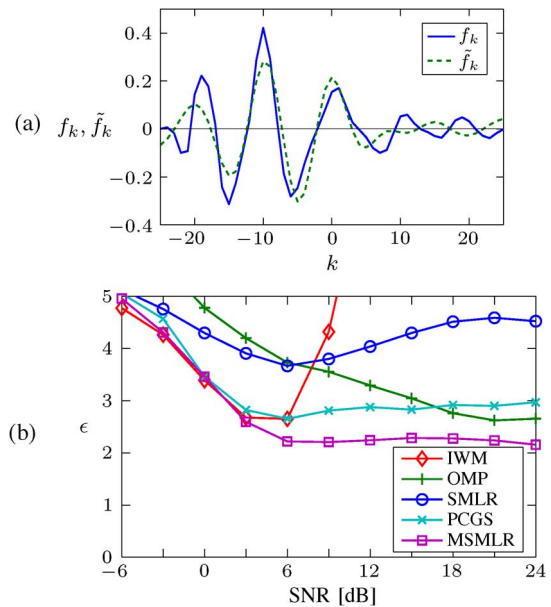 0.4
0.2
0
−0.2
−0.4
(a)
f_k, f̃_k
f_k
f̃_k
−20 −10 0 10 20
k
5
4
3
2
1
0
(b)
ϵ
IWM
OMP
SMLR
PCGS
MSMLR
−6 0 6 12 18 24
SNR [dB]